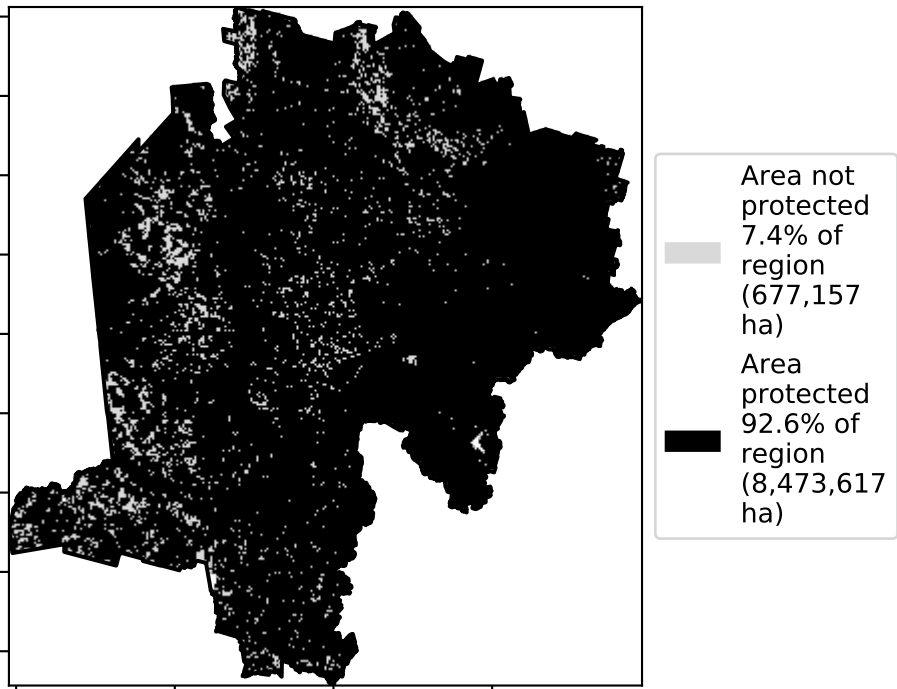 Area not
protected
7.4% of
region
(677,157
ha)
Area
protected
92.6% of
region
(8,473,617
ha)